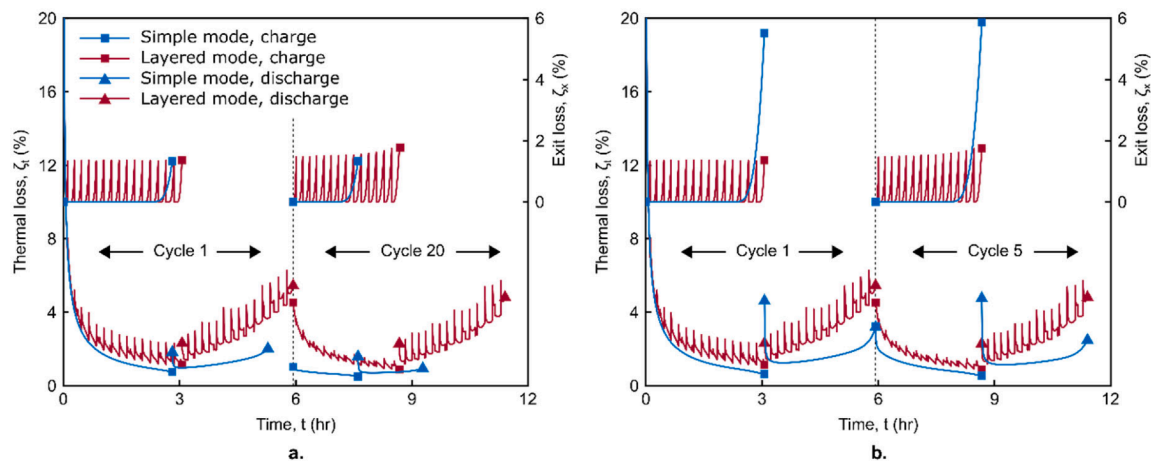 20
16
12
8
4
0
Thermal loss, ζt (%)
Simple mode, charge
Layered mode, charge
Simple mode, discharge
Layered mode, discharge
Cycle 1
Cycle 20
6
4
2
0
Exit loss, ζx (%)
0
3
6
9
12
Time, t (hr)
a.
20
16
12
8
4
0
Thermal loss, ζt (%)
Cycle 1
Cycle 5
6
4
2
0
Exit loss, ζx (%)
0
3
6
9
12
Time, t (hr)
b.